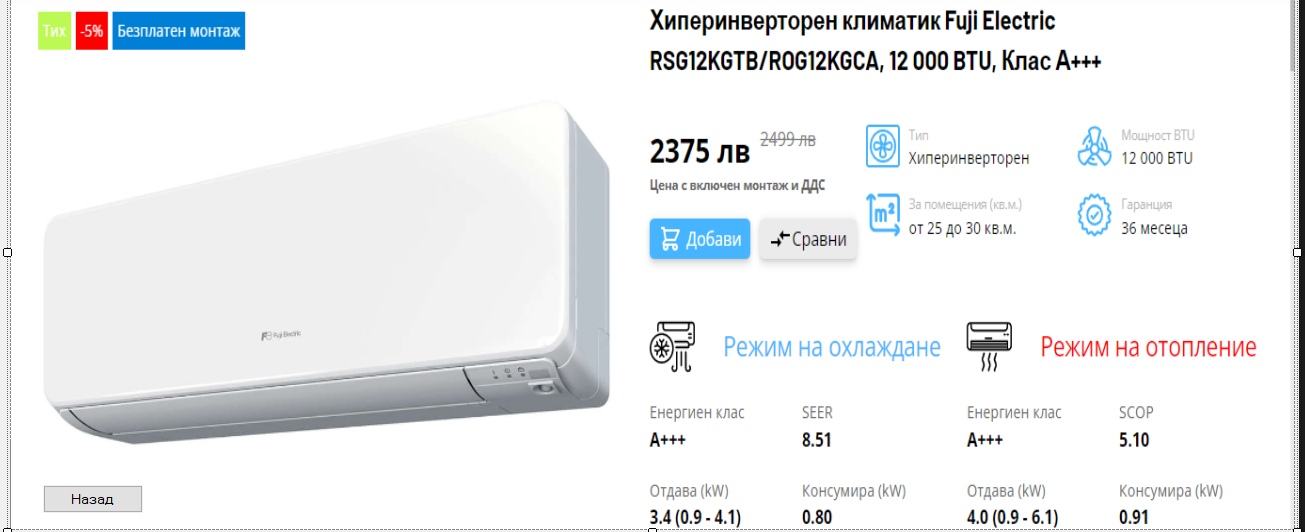 Тих
-5%
Безплатен монтаж
Fuji Electric
Назад
Хиперинверторен климатик Fuji Electric
RSG12KGTB/ROG12KGCA, 12 000 BTU, Клас А+++
2375 лв 2499 лв
Цена с включен монтаж и ДДС
Добави
Сравни
Тип
Хиперинверторен
Мощност BTU
12 000 BTU
За помещения (кв.м.)
от 25 до 30 кв.м.
Гаранция
36 месеца
m²
Режим на охлаждане
Енергиен клас
A+++
SEER
8.51
Отдава (kW)
3.4 (0.9 - 4.1)
Консумира (kW)
0.80
Режим на отопление
Енергиен клас
A+++
SCOP
5.10
Отдава (kW)
4.0 (0.9 - 6.1)
Консумира (kW)
0.91